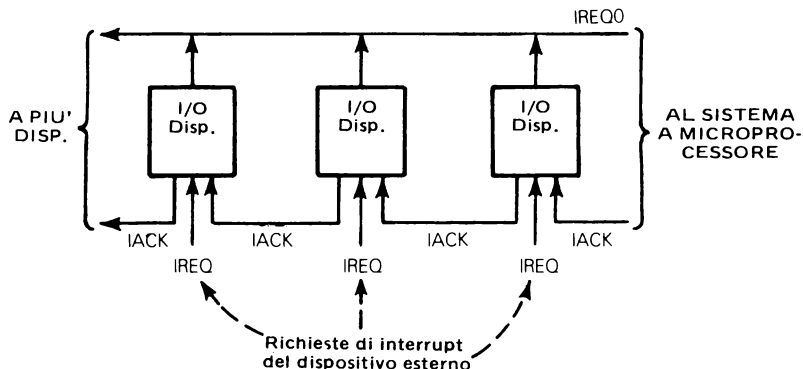 IREQ0
A PIU'
DISP.
I/O
Disp.
I/O
Disp.
I/O
Disp.
AL SISTEMA
A MICROPRO-
CESSORE
IACK
IACK
IACK
IACK
IREQ
IREQ
IREQ
Richieste di interrupt
del dispositivo esterno